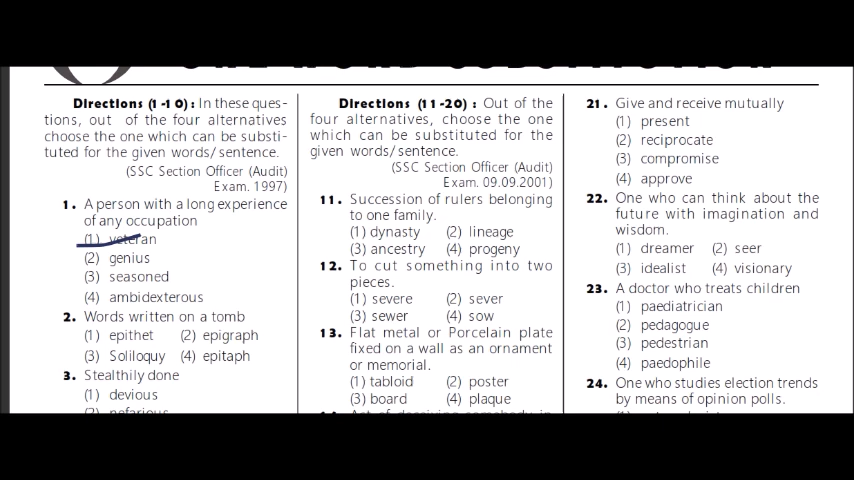 Directions (1-10): In these ques-
tions, out of the four alternatives
choose the one which can be substi-
tuted for the given words/sentence.
(SSC Section Officer (Audit)
Exam. 1997)
1. A person with a long experience
of any occupation
(1) veteran
(2) genius
(3) seasoned
(4) ambidexterous
2. Words written on a tomb
(1) epithet (2) epigraph
(3) Soliloquy (4) epitaph
3. Stealthily done
(1) devious
(2) nefarious
Directions (11-20) : Out of the
four alternatives, choose the one
which can be substituted for the
given words/sentence.
(SSC Section Officer (Audit)
Exam. 09.09.2001)
11. Succession of rulers belonging
to one family.
(1) dynasty (2) lineage
(3) ancestry (4) progeny
12. To cut something into two
pieces.
(1) severe (2) sever
(3) sewer (4) sow
13. Flat metal or Porcelain plate
fixed on a wall as an ornament
or memorial.
(1) tabloid (2) poster
(3) board (4) plaque
21. Give and receive mutually
(1) present
(2) reciprocate
(3) compromise
(4) approve
22. One who can think about the
future with imagination and
wisdom.
(1) dreamer (2) seer
(3) idealist (4) visionary
23. A doctor who treats children
(1) paediatrician
(2) pedagogue
(3) pedestrian
(4) paedophile
24. One who studies election trends
by means of opinion polls.